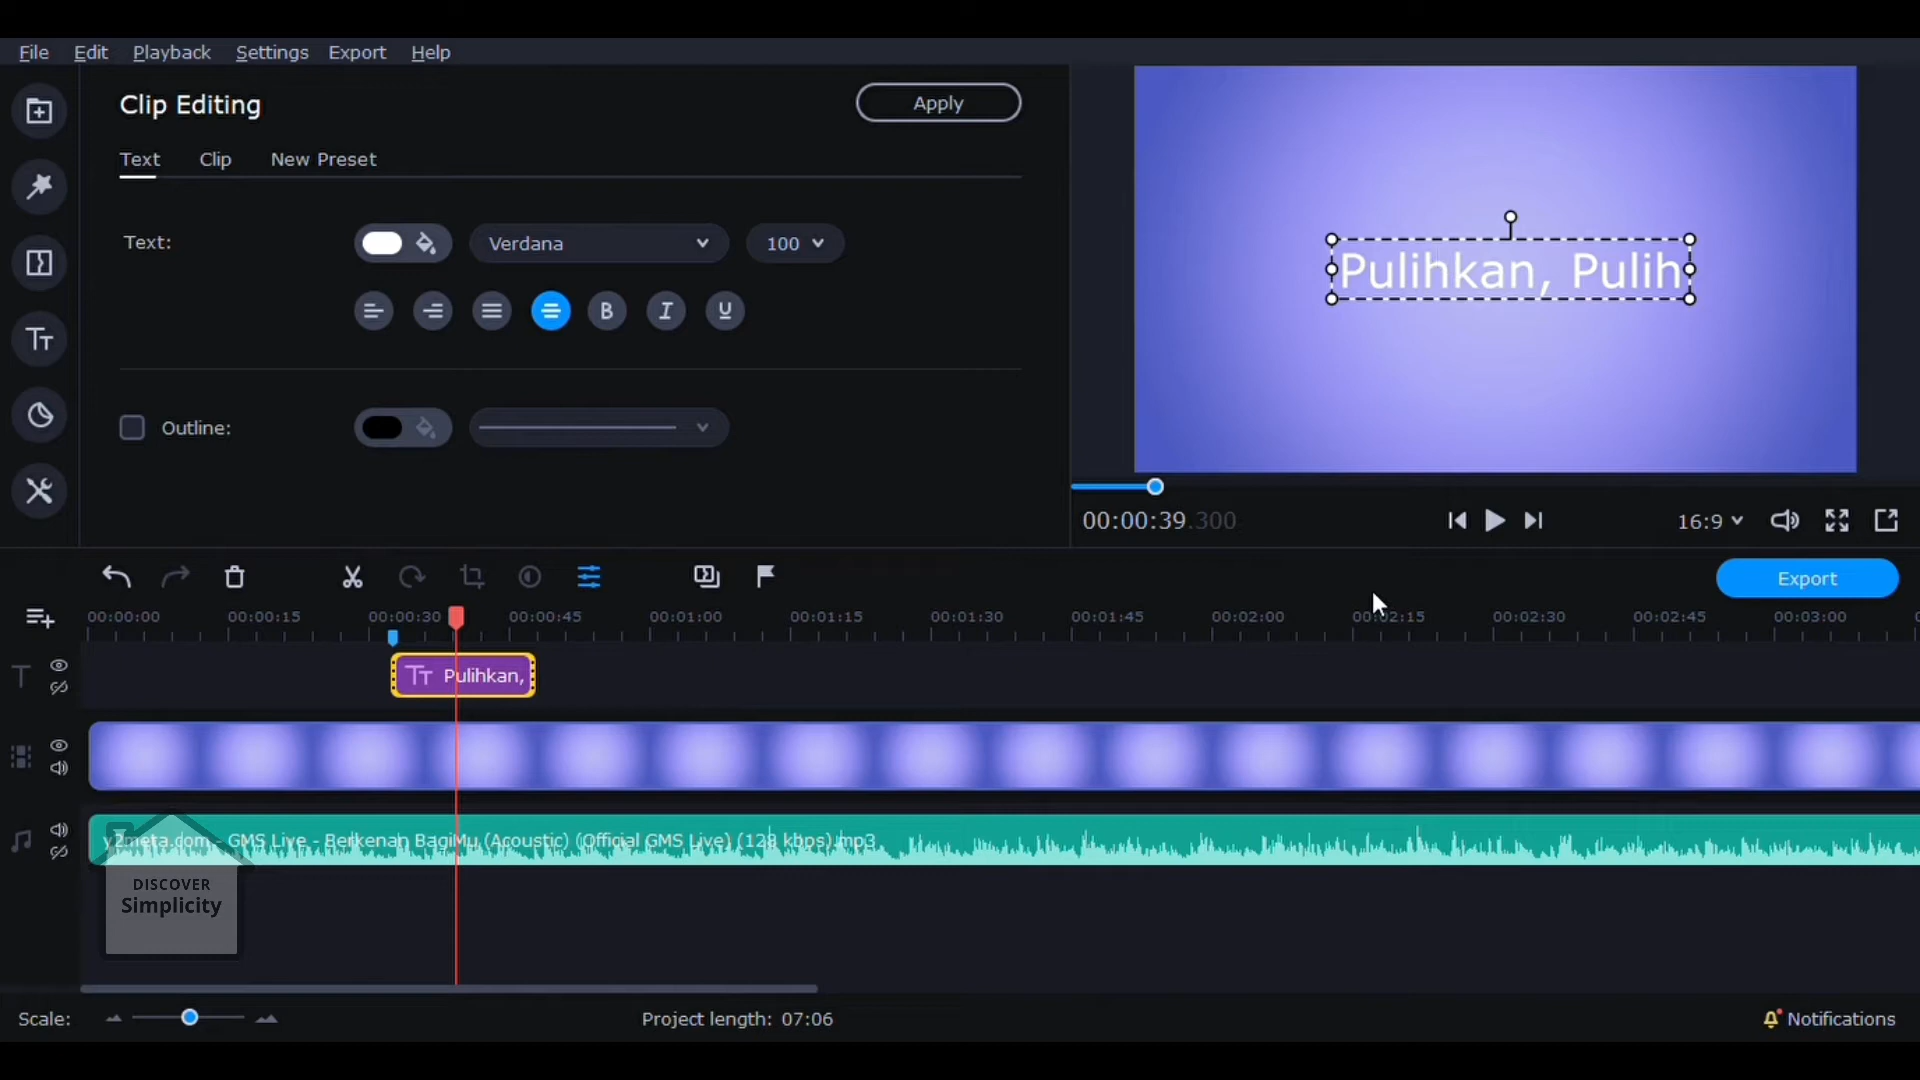 File Edit Playback Settings Export Help
Clip Editing
Apply
Text Clip New Preset
Text:
Verdana
100
B I U
Outline:
Pulihkan, Pulih
00:00:39.300
16:9
Export
00:00:00 00:00:15 00:00:30 00:00:45 00:01:00 00:01:15 00:01:30 00:01:45 00:02:00 00:02:15 00:02:30 00:02:45 00:03:00
Pulihkan,
y2meta.com - GMS Live - Berkenan BagiMu (Acoustic) (Official GMS Live) (128 kbps).mp3
DISCOVER
Simplicity
Scale:
Project length: 07:06
Notifications